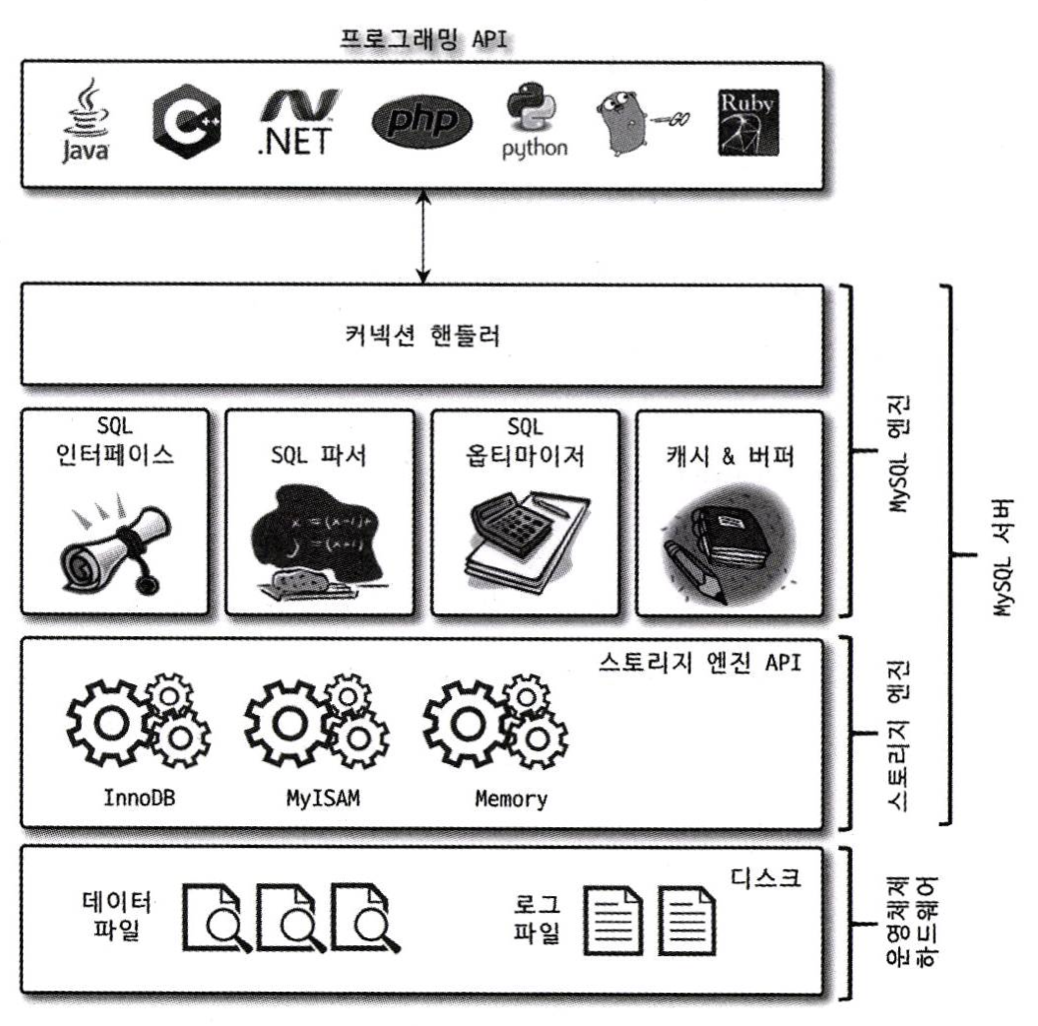 프로그래밍 API
Java
C++
.NET
php
python
GO
Ruby
커넥션 핸들러
SQL
인터페이스
SQL 파서
x = (x-1)+
y = (x+1)
SQL
옵티마이저
캐시 & 버퍼
MySQL 엔진
MySQL 서버
스토리지 엔진 API
InnoDB
MyISAM
Memory
스토리지 엔진
디스크
데이터
파일
로그
파일
운영체제
하드웨어